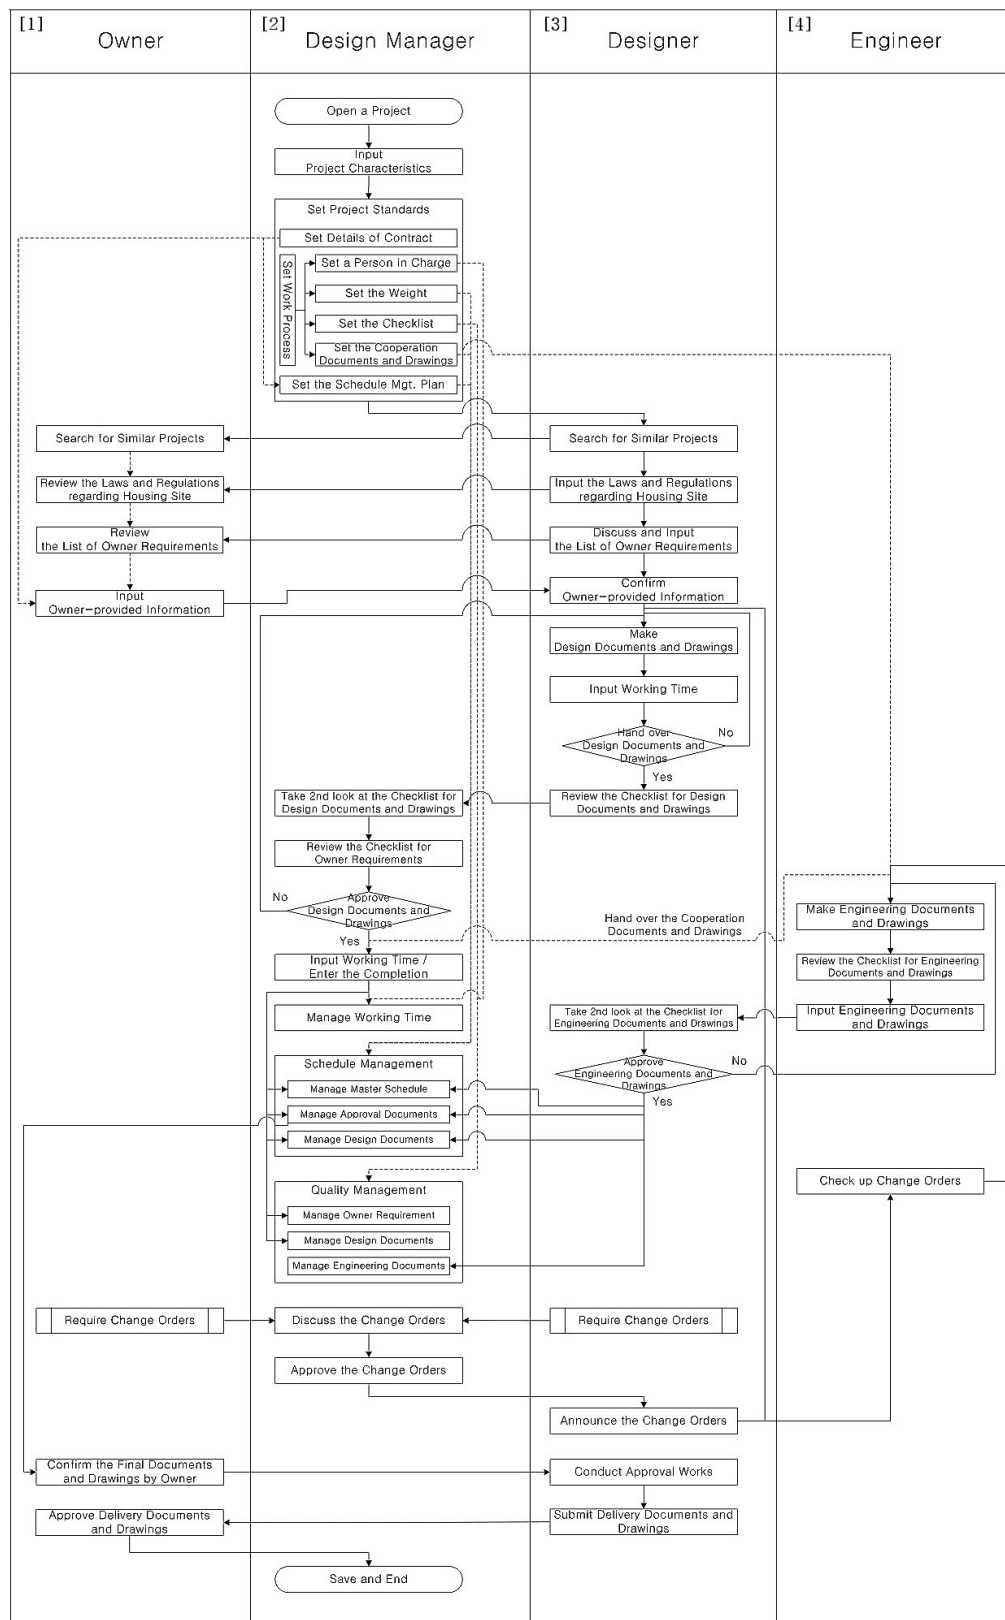 [1]
Owner
[2]
Design Manager
[3]
Designer
[4]
Engineer
Open a Project
Input
Project Characteristics
Set Project Standards
Set Details of Contract
Set Work Process
Set a Person in Charge
Set the Weight
Set the Checklist
Set the Cooperation
Documents and Drawings
Set the Schedule Mgt. Plan
Search for Similar Projects
Search for Similar Projects
Review the Laws and Regulations
regarding Housing Site
Input the Laws and Regulations
regarding Housing Site
Review
the List of Owner Requirements
Discuss and Input
the List of Owner Requirements
Input
Owner-provided Information
Confirm
Owner-provided Information
Make
Design Documents and Drawings
Input Working Time
Hand over
Design Documents and
Drawings
No
Yes
Take 2nd look at the Checklist for
Design Documents and Drawings
Review the Checklist for Design
Documents and Drawings
Review the Checklist for
Owner Requirements
No
Approve
Design Documents and
Drawings
Yes
Hand over the Cooperation
Documents and Drawings
Make Engineering Documents
and Drawings
Input Working Time /
Enter the Completion
Review the Checklist for Engineering
Documents and Drawings
Manage Working Time
Take 2nd look at the Checklist for
Engineering Documents and Drawings
Input Engineering Documents
and Drawings
Schedule Management
Manage Master Schedule
Manage Approval Documents
Manage Design Documents
Approve
Engineering Documents and
Drawings
No
Yes
Quality Management
Manage Owner Requirement
Manage Design Documents
Manage Engineering Documents
Check up Change Orders
Require Change Orders
Discuss the Change Orders
Require Change Orders
Approve the Change Orders
Announce the Change Orders
Confirm the Final Documents
and Drawings by Owner
Conduct Approval Works
Approve Delivery Documents
and Drawings
Submit Delivery Documents and
Drawings
Save and End